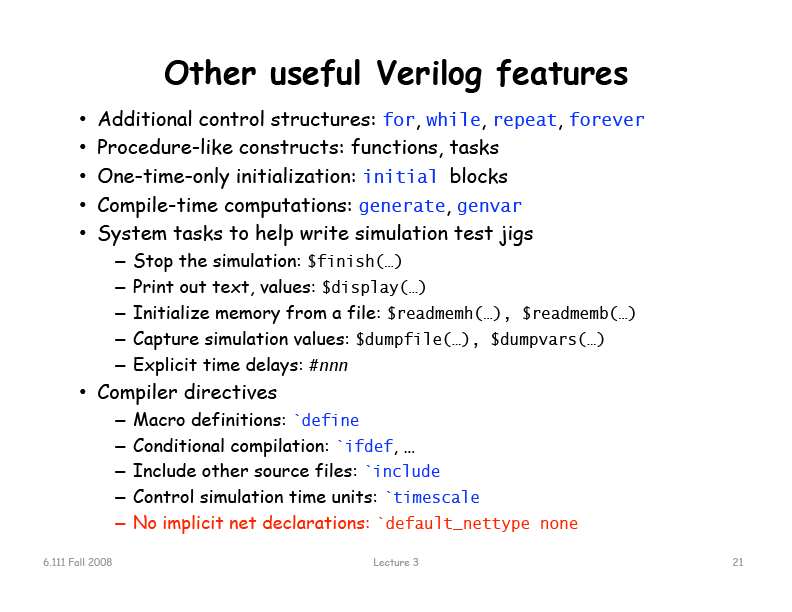 Other useful Verilog features
• Additional control structures: for, while, repeat, forever
• Procedure-like constructs: functions, tasks
• One-time-only initialization: initial blocks
• Compile-time computations: generate, genvar
• System tasks to help write simulation test jigs
– Stop the simulation: $finish(…)
– Print out text, values: $display(…)
– Initialize memory from a file: $readmemh(…), $readmemb(…)
– Capture simulation values: $dumpfile(…), $dumpvars(…)
– Explicit time delays: #nnn
• Compiler directives
– Macro definitions: `define
– Conditional compilation: `ifdef, …
– Include other source files: `include
– Control simulation time units: `timescale
– No implicit net declarations: `default_nettype none
6.111 Fall 2008 Lecture 3 21